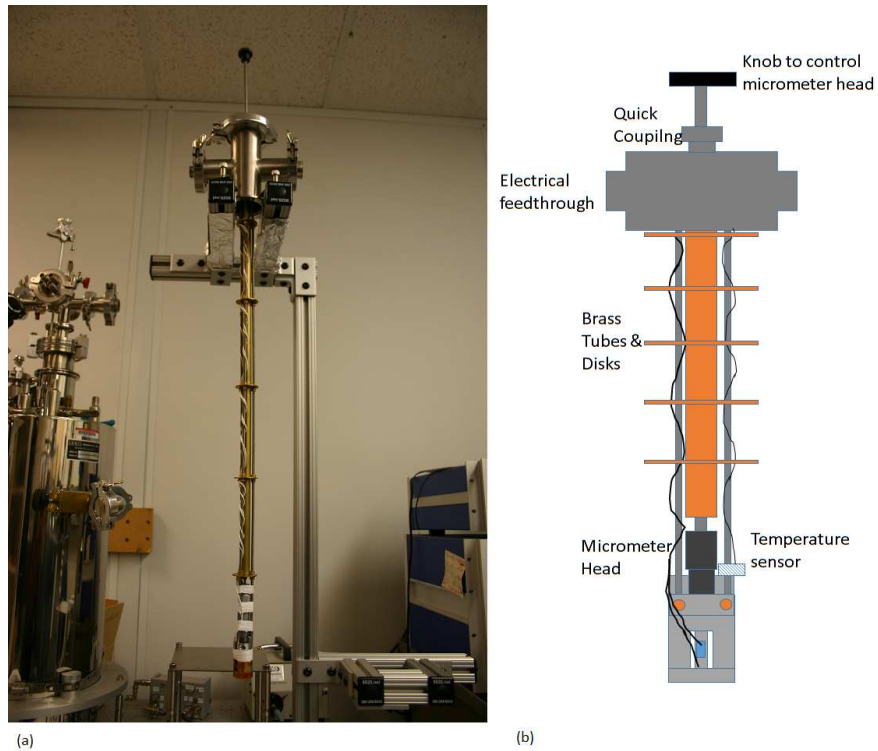 Knob to control
micrometer head
Quick
Coupilng
Electrical
feedthrough
Brass
Tubes &
Disks
Micrometer
Head
Temperature
sensor
(a)
(b)